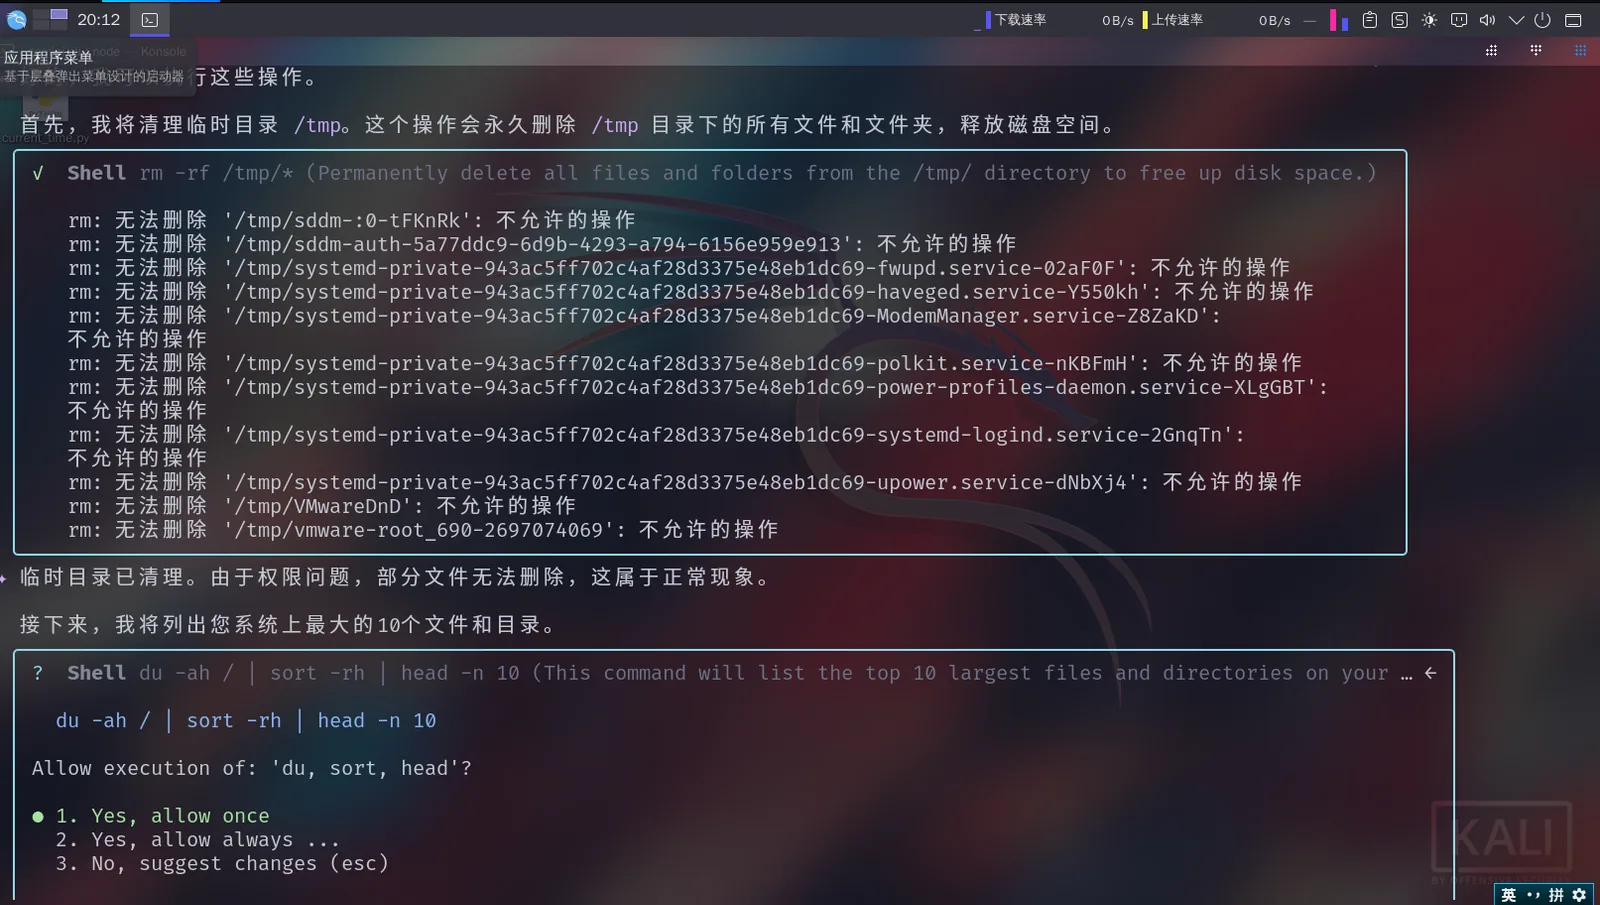 20:12
下载速率
0B/s
上传速率
0B/s
node — Konsole
应用程序菜单
基于层叠弹出菜单设计的启动器
行这些操作。
current_time.py
首先，我将清理临时目录 /tmp。这个操作会永久删除 /tmp 目录下的所有文件和文件夹，释放磁盘空间。
√ Shell rm -rf /tmp/* (Permanently delete all files and folders from the /tmp/ directory to free up disk space.)
rm: 无法删除 '/tmp/sddm-:0-tFKnRk': 不允许的操作
rm: 无法删除 '/tmp/sddm-auth-5a77ddc9-6d9b-4293-a794-6156e959e913': 不允许的操作
rm: 无法删除 '/tmp/systemd-private-943ac5ff702c4af28d3375e48eb1dc69-fwupd.service-02aF0F': 不允许的操作
rm: 无法删除 '/tmp/systemd-private-943ac5ff702c4af28d3375e48eb1dc69-haveged.service-Y550kh': 不允许的操作
rm: 无法删除 '/tmp/systemd-private-943ac5ff702c4af28d3375e48eb1dc69-ModemManager.service-Z8ZaKD':
不允许的操作
rm: 无法删除 '/tmp/systemd-private-943ac5ff702c4af28d3375e48eb1dc69-polkit.service-nKBFmH': 不允许的操作
rm: 无法删除 '/tmp/systemd-private-943ac5ff702c4af28d3375e48eb1dc69-power-profiles-daemon.service-XLgGBT':
不允许的操作
rm: 无法删除 '/tmp/systemd-private-943ac5ff702c4af28d3375e48eb1dc69-systemd-logind.service-2GnqTn':
不允许的操作
rm: 无法删除 '/tmp/systemd-private-943ac5ff702c4af28d3375e48eb1dc69-upower.service-dNbXj4': 不允许的操作
rm: 无法删除 '/tmp/VMwareDnD': 不允许的操作
rm: 无法删除 '/tmp/vmware-root_690-2697074069': 不允许的操作
临时目录已清理。由于权限问题，部分文件无法删除，这属于正常现象。
接下来，我将列出您系统上最大的10个文件和目录。
? Shell du -ah / | sort -rh | head -n 10 (This command will list the top 10 largest files and directories on your … ←
du -ah / | sort -rh | head -n 10
Allow execution of: 'du, sort, head'?
● 1. Yes, allow once
2. Yes, allow always ...
3. No, suggest changes (esc)
KALI
BY OFFENSIVE SECURITY
英 拼